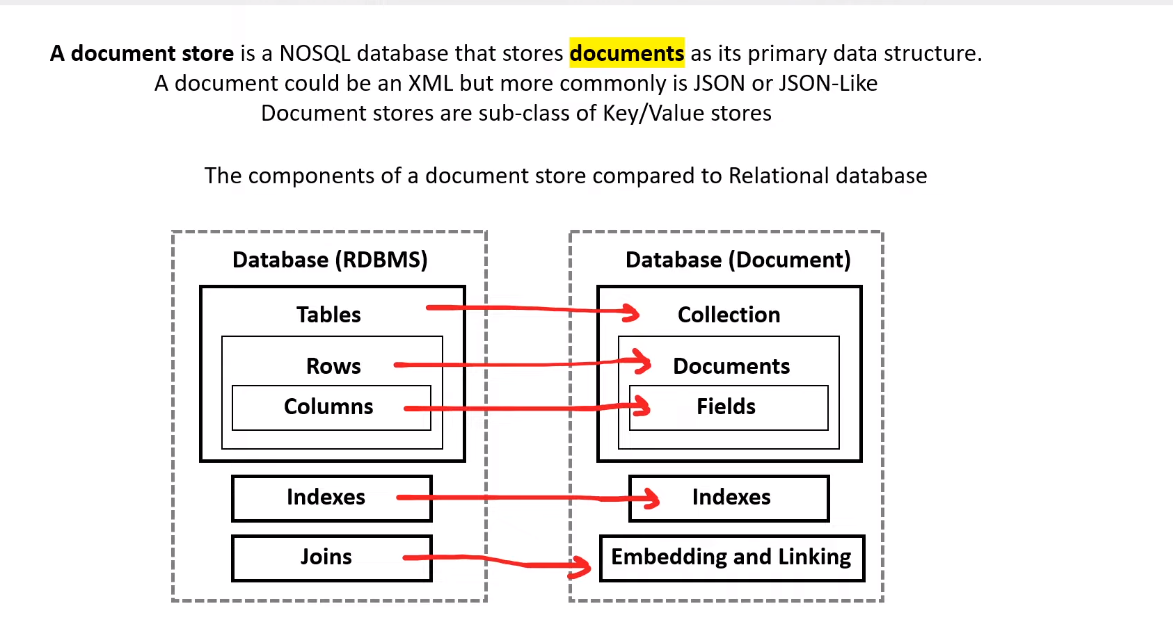 A document store is a NOSQL database that stores documents as its primary data structure.
A document could be an XML but more commonly is JSON or JSON-Like
Document stores are sub-class of Key/Value stores
The components of a document store compared to Relational database
Database (RDBMS)
Tables
Rows
Columns
Indexes
Joins
Database (Document)
Collection
Documents
Fields
Indexes
Embedding and Linking